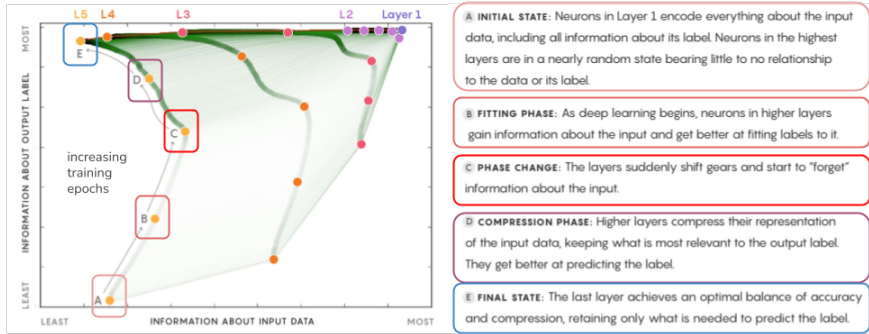 L5 L4 L3 L2 Layer 1
MOST
E
D
C
B
A
increasing
training
epochs
INFORMATION ABOUT OUTPUT LABEL
LEAST
LEAST INFORMATION ABOUT INPUT DATA MOST
A INITIAL STATE: Neurons in Layer 1 encode everything about the input
data, including all information about its label. Neurons in the highest
layers are in a nearly random state bearing little to no relationship
to the data or its label.
B FITTING PHASE: As deep learning begins, neurons in higher layers
gain information about the input and get better at fitting labels to it.
C PHASE CHANGE: The layers suddenly shift gears and start to “forget”
information about the input.
D COMPRESSION PHASE: Higher layers compress their representation
of the input data, keeping what is most relevant to the output label.
They get better at predicting the label.
E FINAL STATE: The last layer achieves an optimal balance of accuracy
and compression, retaining only what is needed to predict the label.